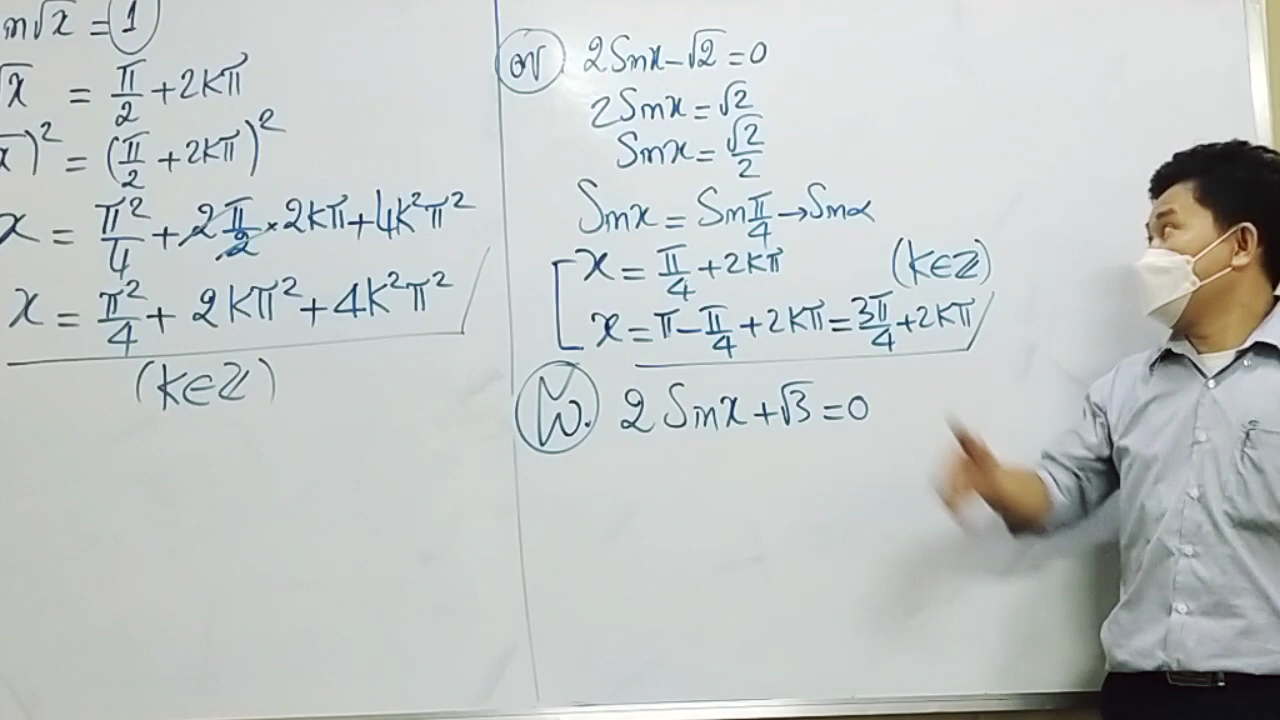 sin√x = 1
√x = π/2 + 2kπ
(√x)² = (π/2 + 2kπ)²
x = π²/4 + 2π/2 × 2kπ + 4k²π²
x = π²/4 + 2kπ² + 4k²π²
(k∈ℤ)
2Sinx - √2 = 0
2Sinx = √2
Sinx = √2/2
Sinx = Sin π/4 → Sinα
x = π/4 + 2kπ (k∈ℤ)
x = π - π/4 + 2kπ = 3π/4 + 2kπ
2Sinx + √3 = 0